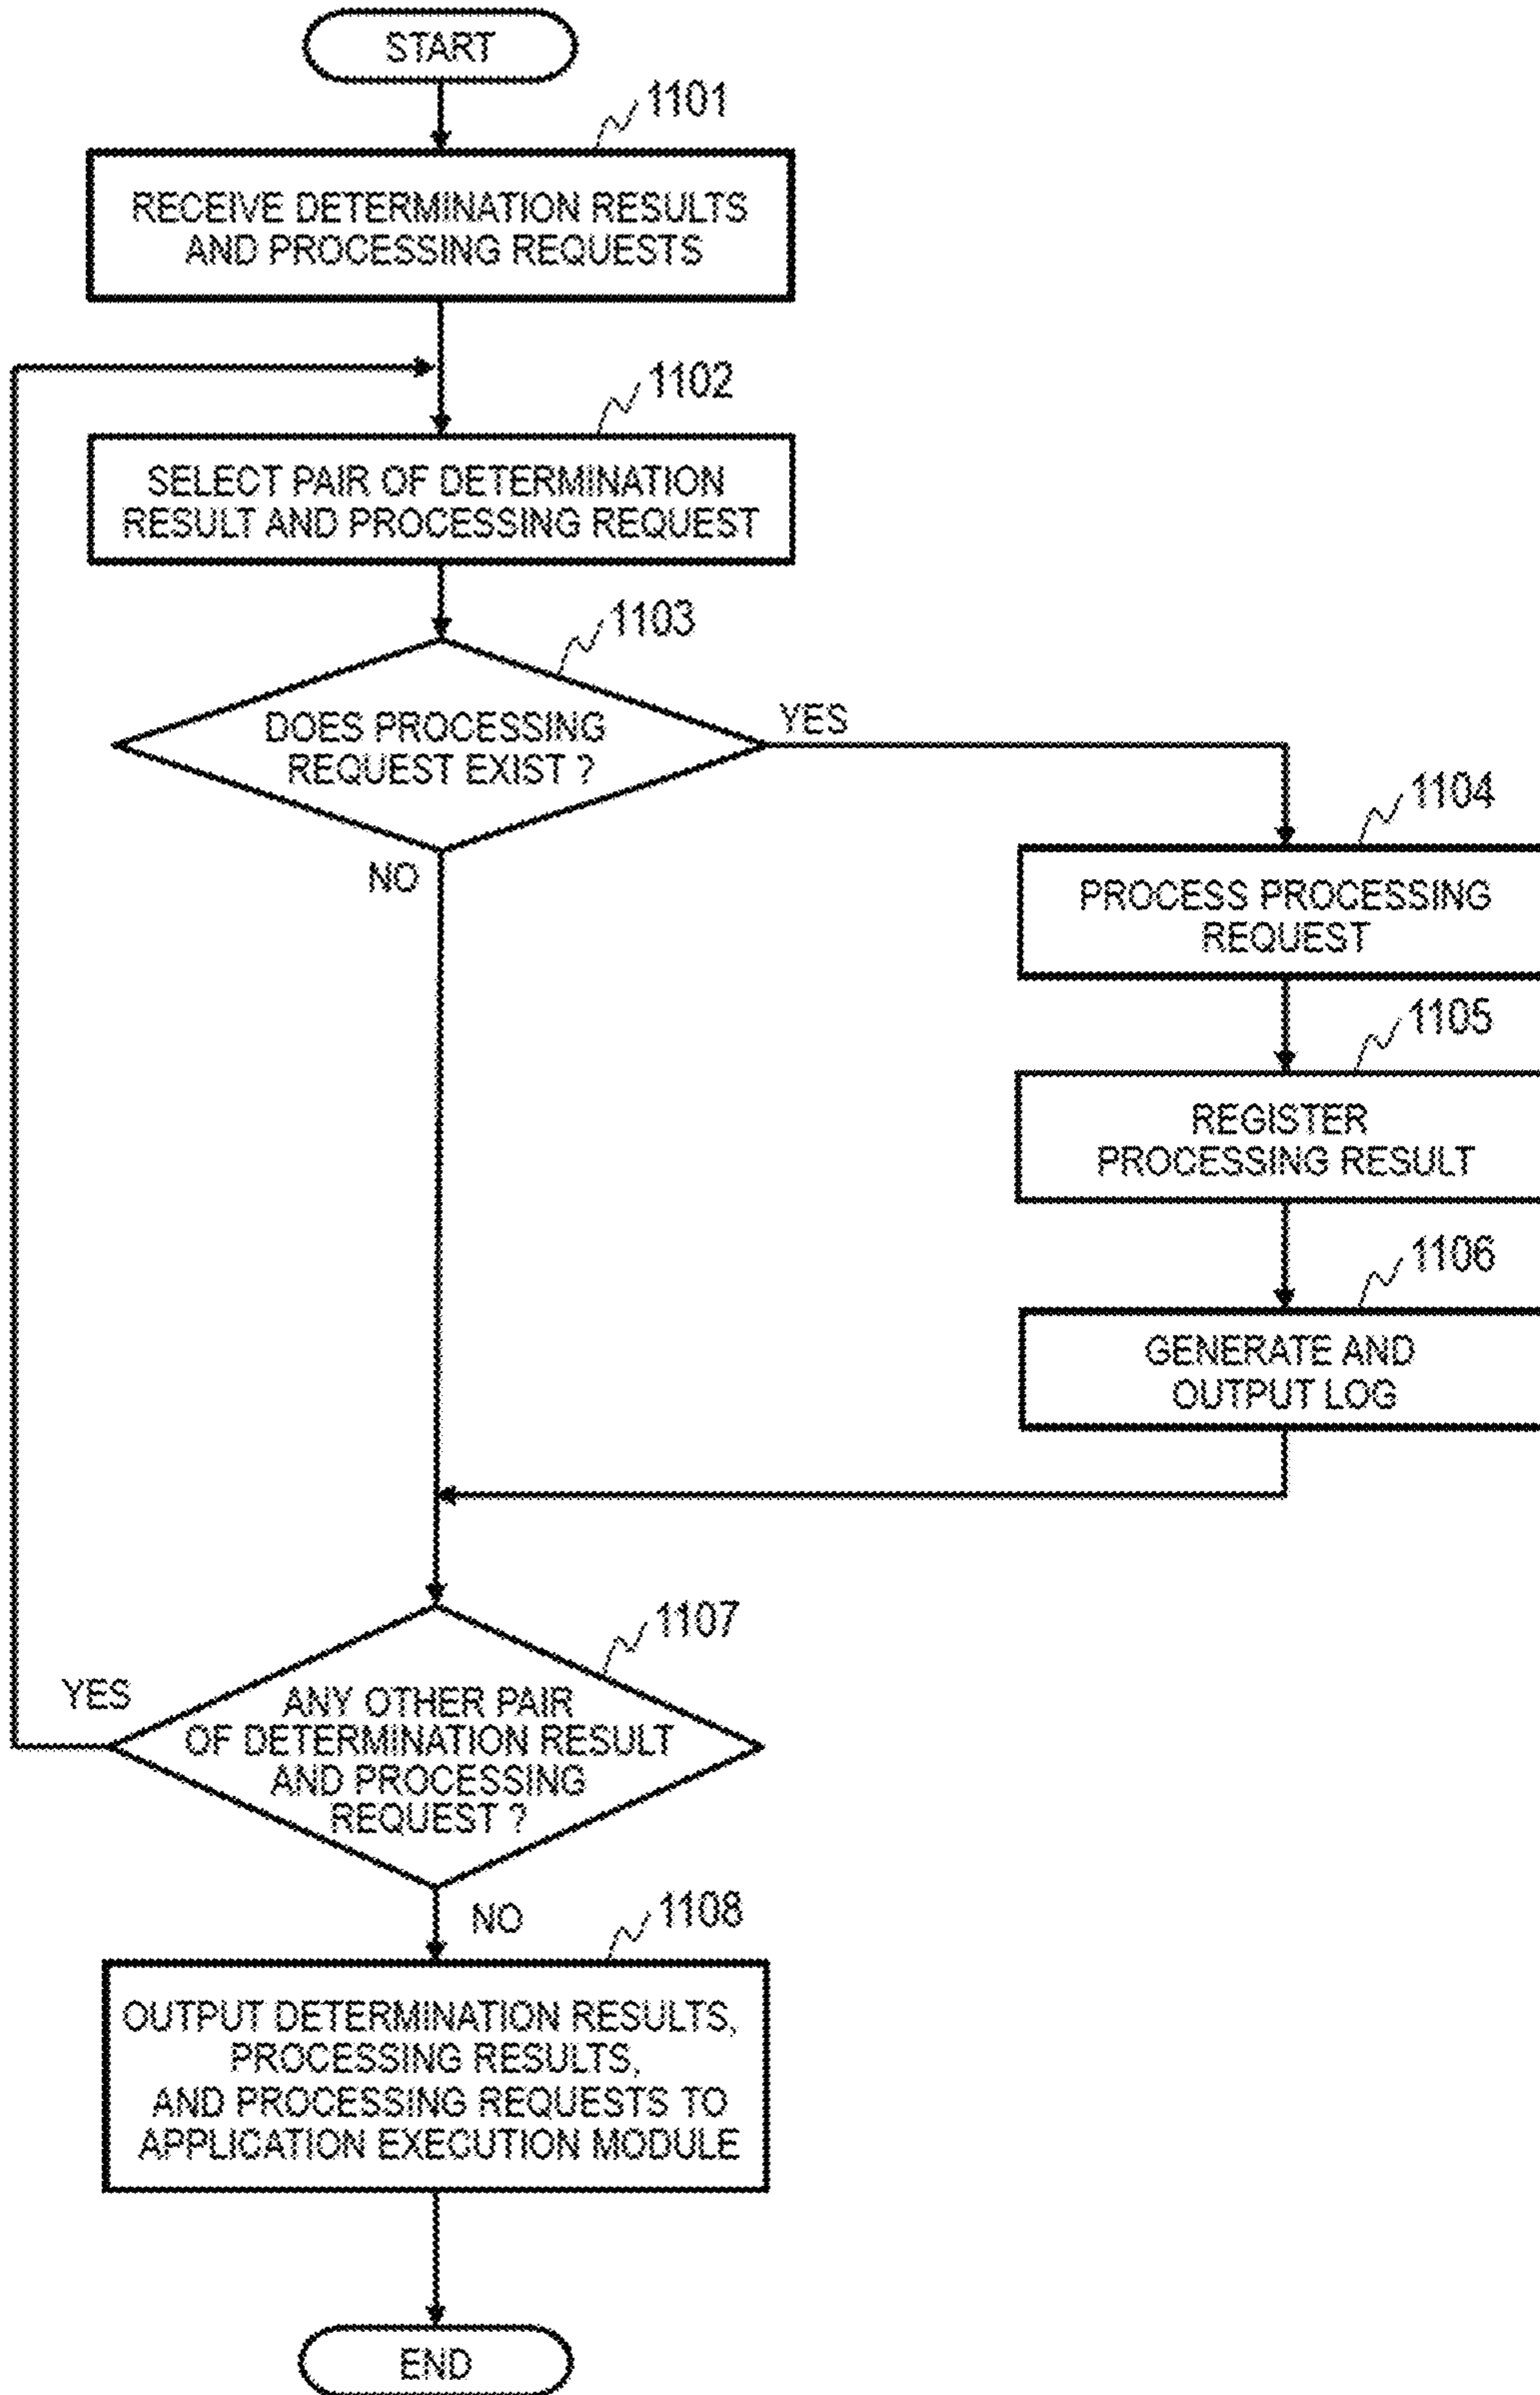 START
1101
RECEIVE DETERMINATION RESULTS
AND PROCESSING REQUESTS
1102
SELECT PAIR OF DETERMINATION
RESULT AND PROCESSING REQUEST
1103
DOES PROCESSING
REQUEST EXIST ?
YES
NO
1104
PROCESS PROCESSING
REQUEST
1105
REGISTER
PROCESSING RESULT
1106
GENERATE AND
OUTPUT LOG
1107
YES
ANY OTHER PAIR
OF DETERMINATION RESULT
AND PROCESSING
REQUEST ?
NO
1108
OUTPUT DETERMINATION RESULTS,
PROCESSING RESULTS,
AND PROCESSING REQUESTS TO
APPLICATION EXECUTION MODULE
END